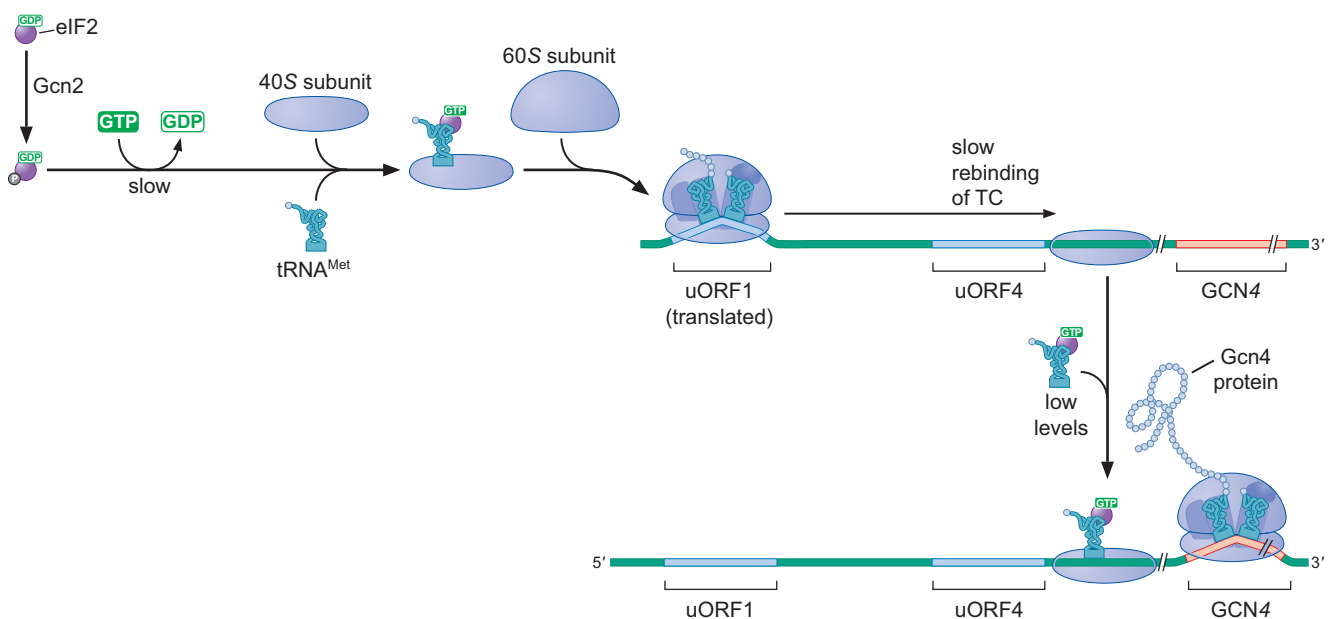 GDP
eIF2
Gcn2
GDP
P
GTP
GDP
slow
40S subunit
tRNA^Met
GTP
60S subunit
slow
rebinding
of TC
3′
uORF1
(translated)
uORF4
GCN4
GTP
low
levels
Gcn4
protein
GTP
5′
3′
uORF1
uORF4
GCN4